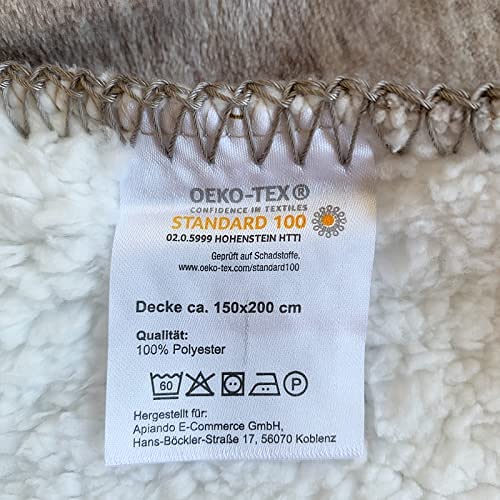 OEKO-TEX®
CONFIDENCE IN TEXTILES
STANDARD 100
02.0.5999 HOHENSTEIN HTTI
Geprüft auf Schadstoffe.
www.oeko-tex.com/standard100
Decke ca. 150x200 cm
Qualität:
100% Polyester
60 P
Hergestellt für:
Apiando E-Commerce GmbH,
Hans-Böckler-Straße 17, 56070 Koblenz